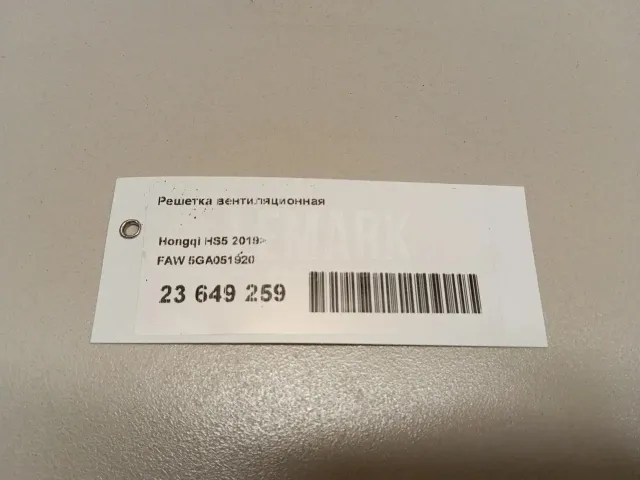 Решетка вентиляционная
Hongqi HS5 2019>
FAW 5GA051920
23 649 259